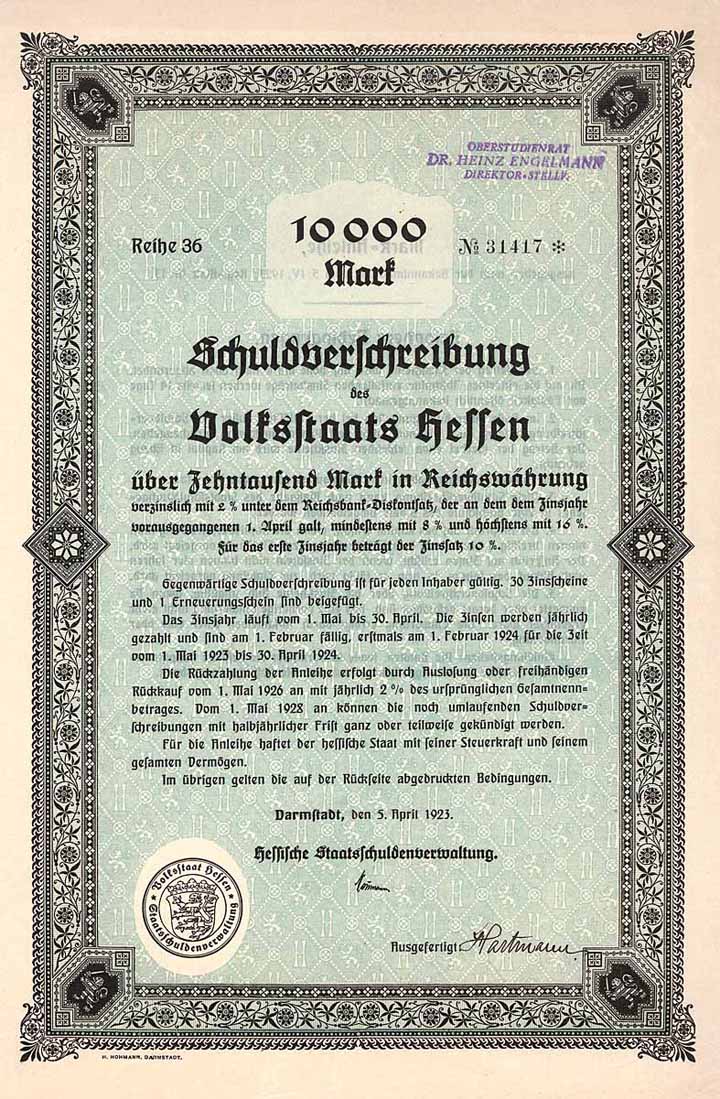 OBERSTUDIENRAT
DR. HEINZ ENGELMANN
DIREKTOR-STELLV.
10 000
Mark
Reihe 36
№ 31417 *
Schuldverschreibung
des
Volksstaats Hessen
über Zehntausend Mark in Reichswährung
verzinslich mit 2 % unter dem Reichsbank-Diskontsatz, der an dem dem Zinsjahr
vorausgegangenen 1. April galt, mindestens mit 8 % und höchstens mit 16 %.
Für das erste Zinsjahr beträgt der Zinssatz 10 %.
Gegenwärtige Schuldverschreibung ist für jeden Inhaber gültig. 30 Zinsscheine
und 1 Erneuerungsschein sind beigefügt.
Das Zinsjahr läuft vom 1. Mai bis 30. April. Die Zinsen werden jährlich
gezahlt und sind am 1. Februar fällig, erstmals am 1. Februar 1924 für die Zeit
vom 1. Mai 1923 bis 30. April 1924.
Die Rückzahlung der Anleihe erfolgt durch Auslosung oder freihändigen
Rückkauf vom 1. Mai 1926 an mit jährlich 2 % des ursprünglichen Gesamtnenn-
betrages. Vom 1. Mai 1928 an können die noch umlaufenden Schuldver-
schreibungen mit halbjährlicher Frist ganz oder teilweise gekündigt werden.
Für die Anleihe haftet der hessische Staat mit seiner Steuerkraft und seinem
gesamten Vermögen.
Im übrigen gelten die auf der Rückseite abgedruckten Bedingungen.
Darmstadt, den 5. April 1923.
Hessische Staatsschuldenverwaltung.
Volksstaat Hessen
Staatsschuldenverwaltung
Ausgefertigt Hartmann
H. HOHMANN, DARMSTADT.